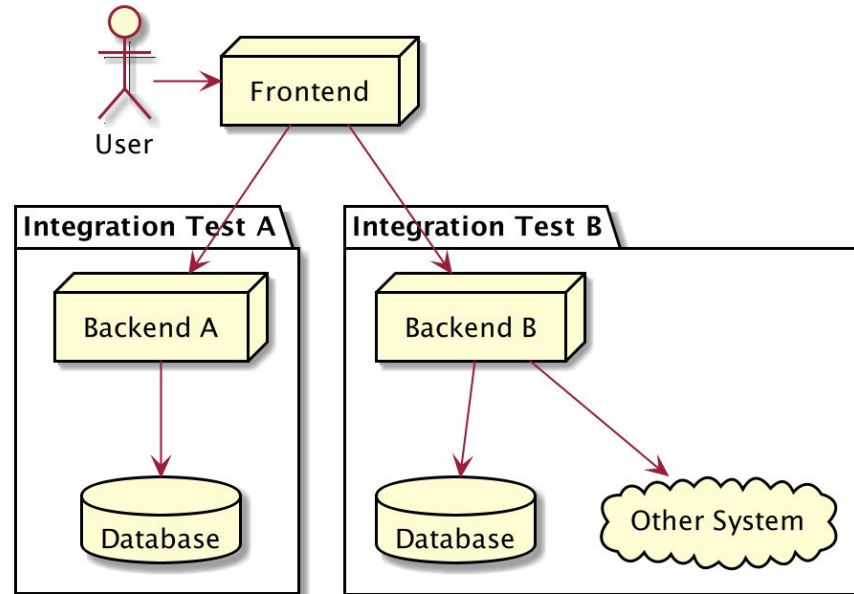 Frontend
User
Integration Test A
Integration Test B
Backend A
Backend B
Database
Database
Other System